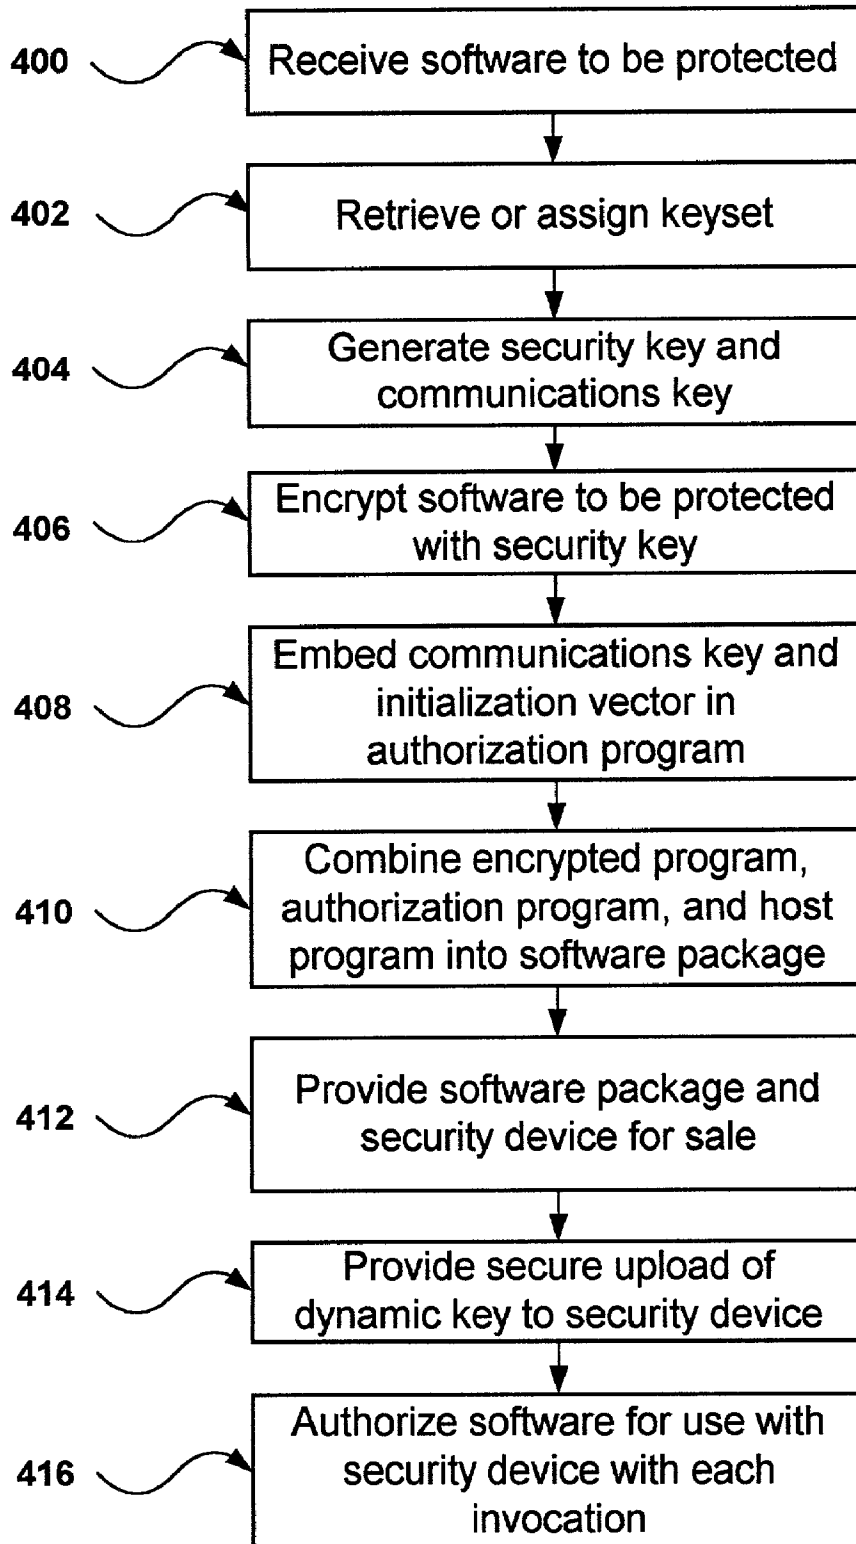 400
Receive software to be protected
402
Retrieve or assign keyset
404
Generate security key and
communications key
406
Encrypt software to be protected
with security key
408
Embed communications key and
initialization vector in
authorization program
410
Combine encrypted program,
authorization program, and host
program into software package
412
Provide software package and
security device for sale
414
Provide secure upload of
dynamic key to security device
416
Authorize software for use with
security device with each
invocation